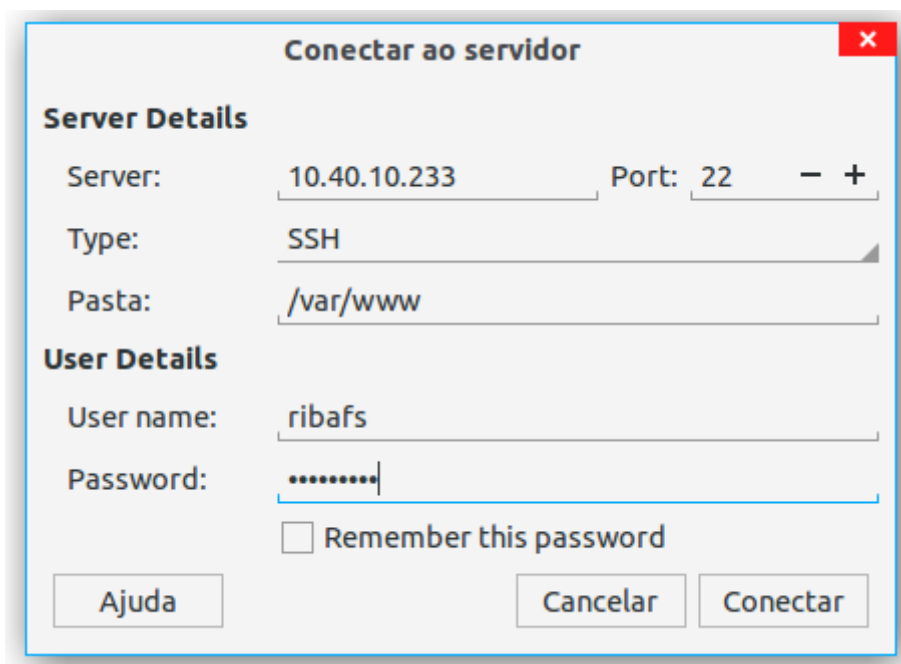 Conectar ao servidor
Server Details
Server: 10.40.10.233 Port: 22 − +
Type: SSH
Pasta: /var/www
User Details
User name: ribafs
Password: •••••••••
Remember this password
Ajuda Cancelar Conectar